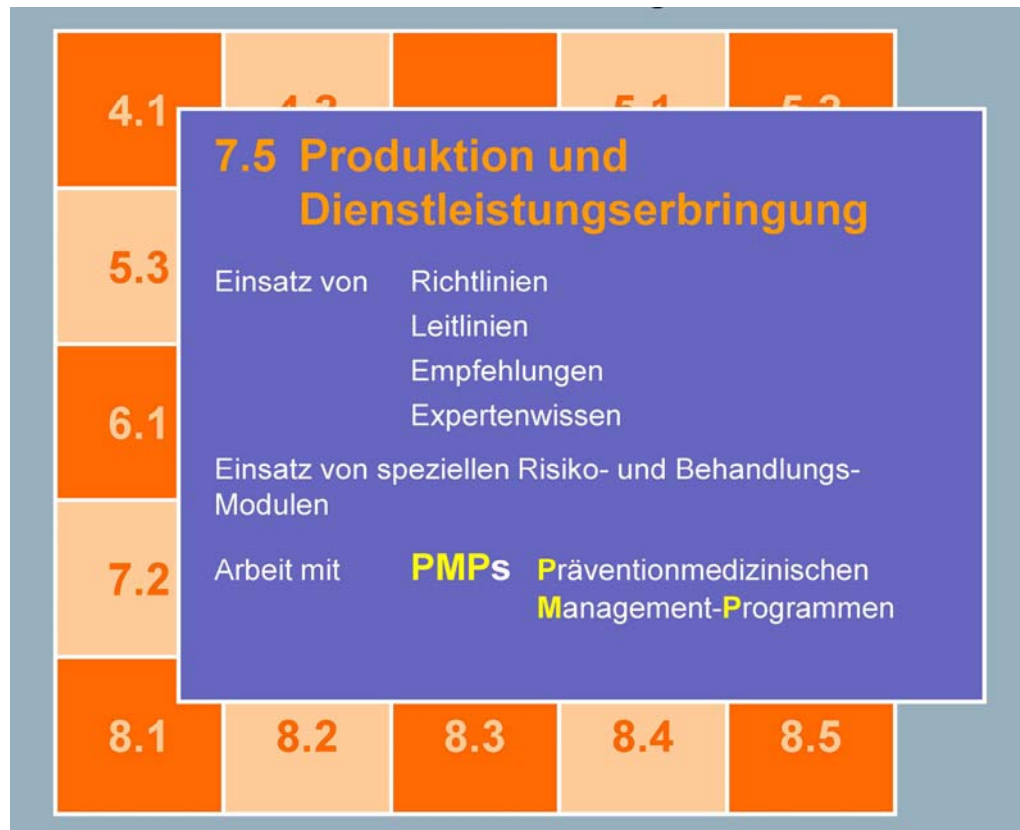 4.1
7.5 Produktion und
Dienstleistungserbringung
5.3
Einsatz von Richtlinien
Leitlinien
Empfehlungen
6.1
Expertenwissen
Einsatz von speziellen Risiko- und Behandlungs-
Modulen
7.2
Arbeit mit PMPs Präventionmedizinischen
Management-Programmen
8.1 8.2 8.3 8.4 8.5